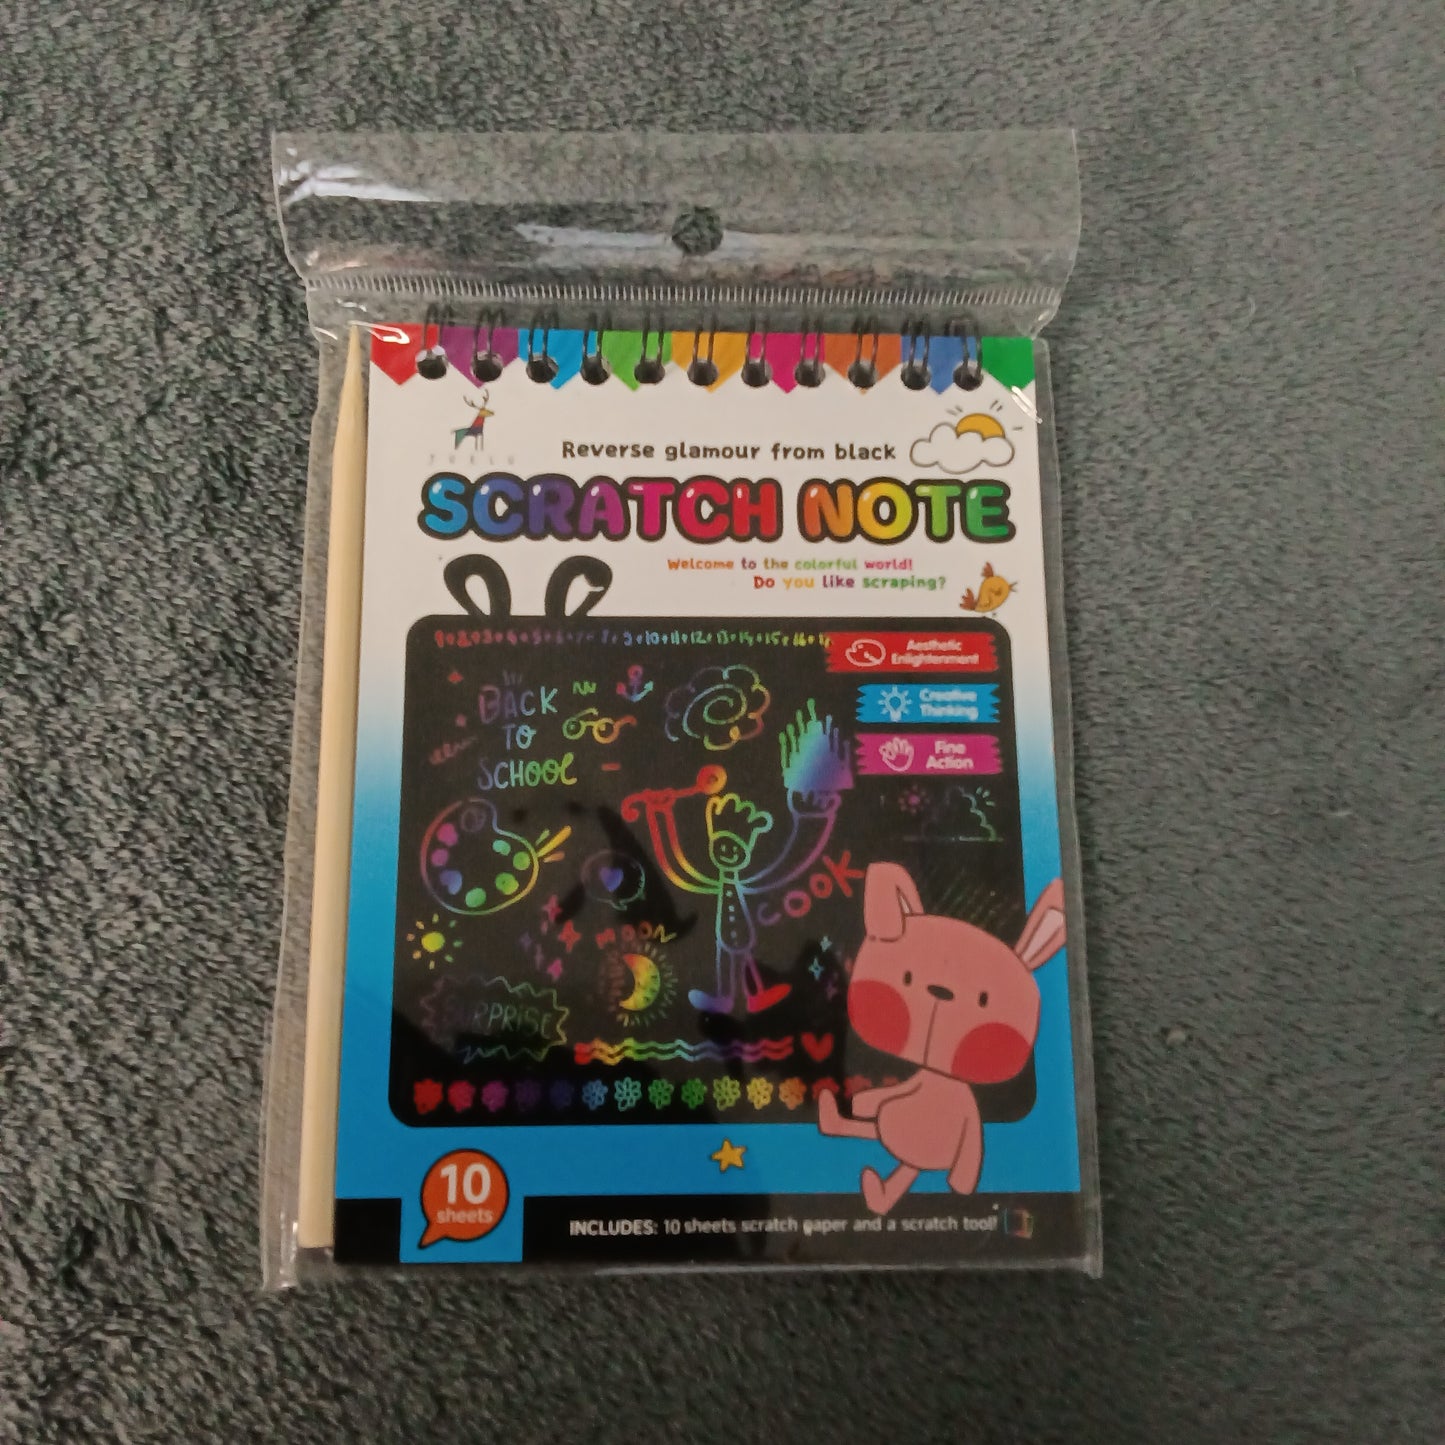 Reverse glamour from black
SCRATCH NOTE
Welcome to the colorful world!
Do you like scraping?
Aesthetic
Enlightenment
Creative
Thinking
Fine
Action
BACK
TO
SCHOOL
COOK
MOON
SURPRISE
10
sheets
INCLUDES: 10 sheets scratch paper and a scratch tool!